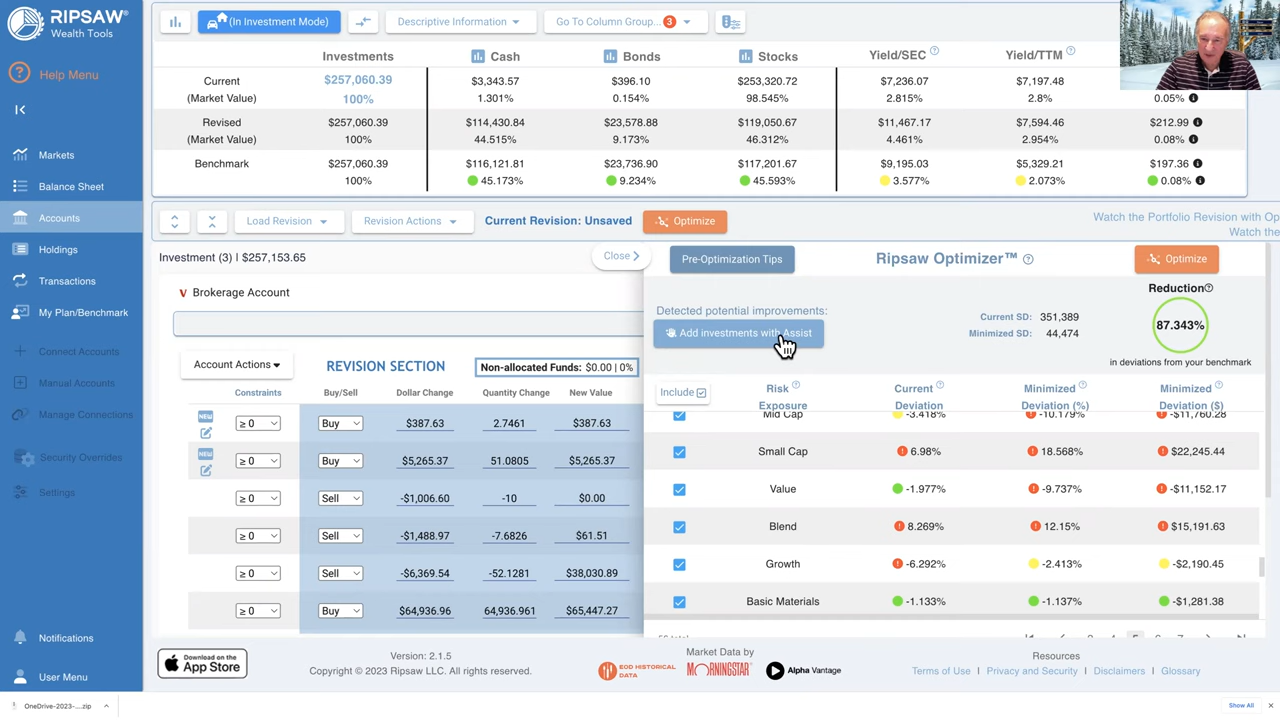 RIPSAW
Wealth Tools
Help Menu
Markets
Balance Sheet
Accounts
Holdings
Transactions
My Plan/Benchmark
Connect Accounts
Manual Accounts
Manage Connections
Security Overrides
Settings
Notifications
User Menu
(In Investment Mode)
Descriptive Information
Go To Column Group... 3
Investments Cash Bonds Stocks Yield/SEC Yield/TTM
Current $257,060.39 $3,343.57 $396.10 $253,320.72 $7,236.07 $7,197.48
(Market Value) 100% 1.301% 0.154% 98.545% 2.815% 2.8% 0.05%
Revised $257,060.39 $114,430.84 $23,578.88 $119,050.67 $11,467.17 $7,594.46 $212.99
(Market Value) 100% 44.515% 9.173% 46.312% 4.461% 2.954% 0.08%
Benchmark $257,060.39 $116,121.81 $23,736.90 $117,201.67 $9,195.03 $5,329.21 $197.36
100% 45.173% 9.234% 45.593% 3.577% 2.073% 0.08%
Load Revision Revision Actions Current Revision: Unsaved Optimize
Watch the Portfolio Revision with Op
Watch the
Investment (3) | $257,153.65
Close
Brokerage Account
Account Actions
REVISION SECTION
Non-allocated Funds: $0.00 | 0%
Constraints Buy/Sell Dollar Change Quantity Change New Value
NEW ≥ 0 Buy $387.63 2.7461 $387.63
NEW ≥ 0 Buy $5,265.37 51.0805 $5,265.37
≥ 0 Sell -$1,006.60 -10 $0.00
≥ 0 Sell -$1,488.97 -7.6826 $61.51
≥ 0 Sell -$6,369.54 -52.1281 $38,030.89
≥ 0 Buy $64,936.96 64,936.961 $65,447.27
Pre-Optimization Tips
Ripsaw Optimizer™
Optimize
Detected potential improvements:
Add investments with Assist
Current SD: 351,389
Minimized SD: 44,474
Reduction
87.343%
in deviations from your benchmark
Include
Risk Exposure
Current Deviation
Minimized Deviation (%)
Minimized Deviation ($)
Mid Cap -3.418% -10.179% -$11,760.28
Small Cap 6.98% 18.568% $22,245.44
Value -1.977% -9.737% -$11,152.17
Blend 8.269% 12.15% $15,191.63
Growth -6.292% -2.413% -$2,190.45
Basic Materials -1.133% -1.137% -$1,281.38
Download on the
App Store
Version: 2.1.5
Copyright © 2023 Ripsaw LLC. All rights reserved.
Market Data by
EOD HISTORICAL
DATA
MORNINGSTAR
Alpha Vantage
Resources
Terms of Use | Privacy and Security | Disclaimers | Glossary
OneDrive-2023-....zip
Show All